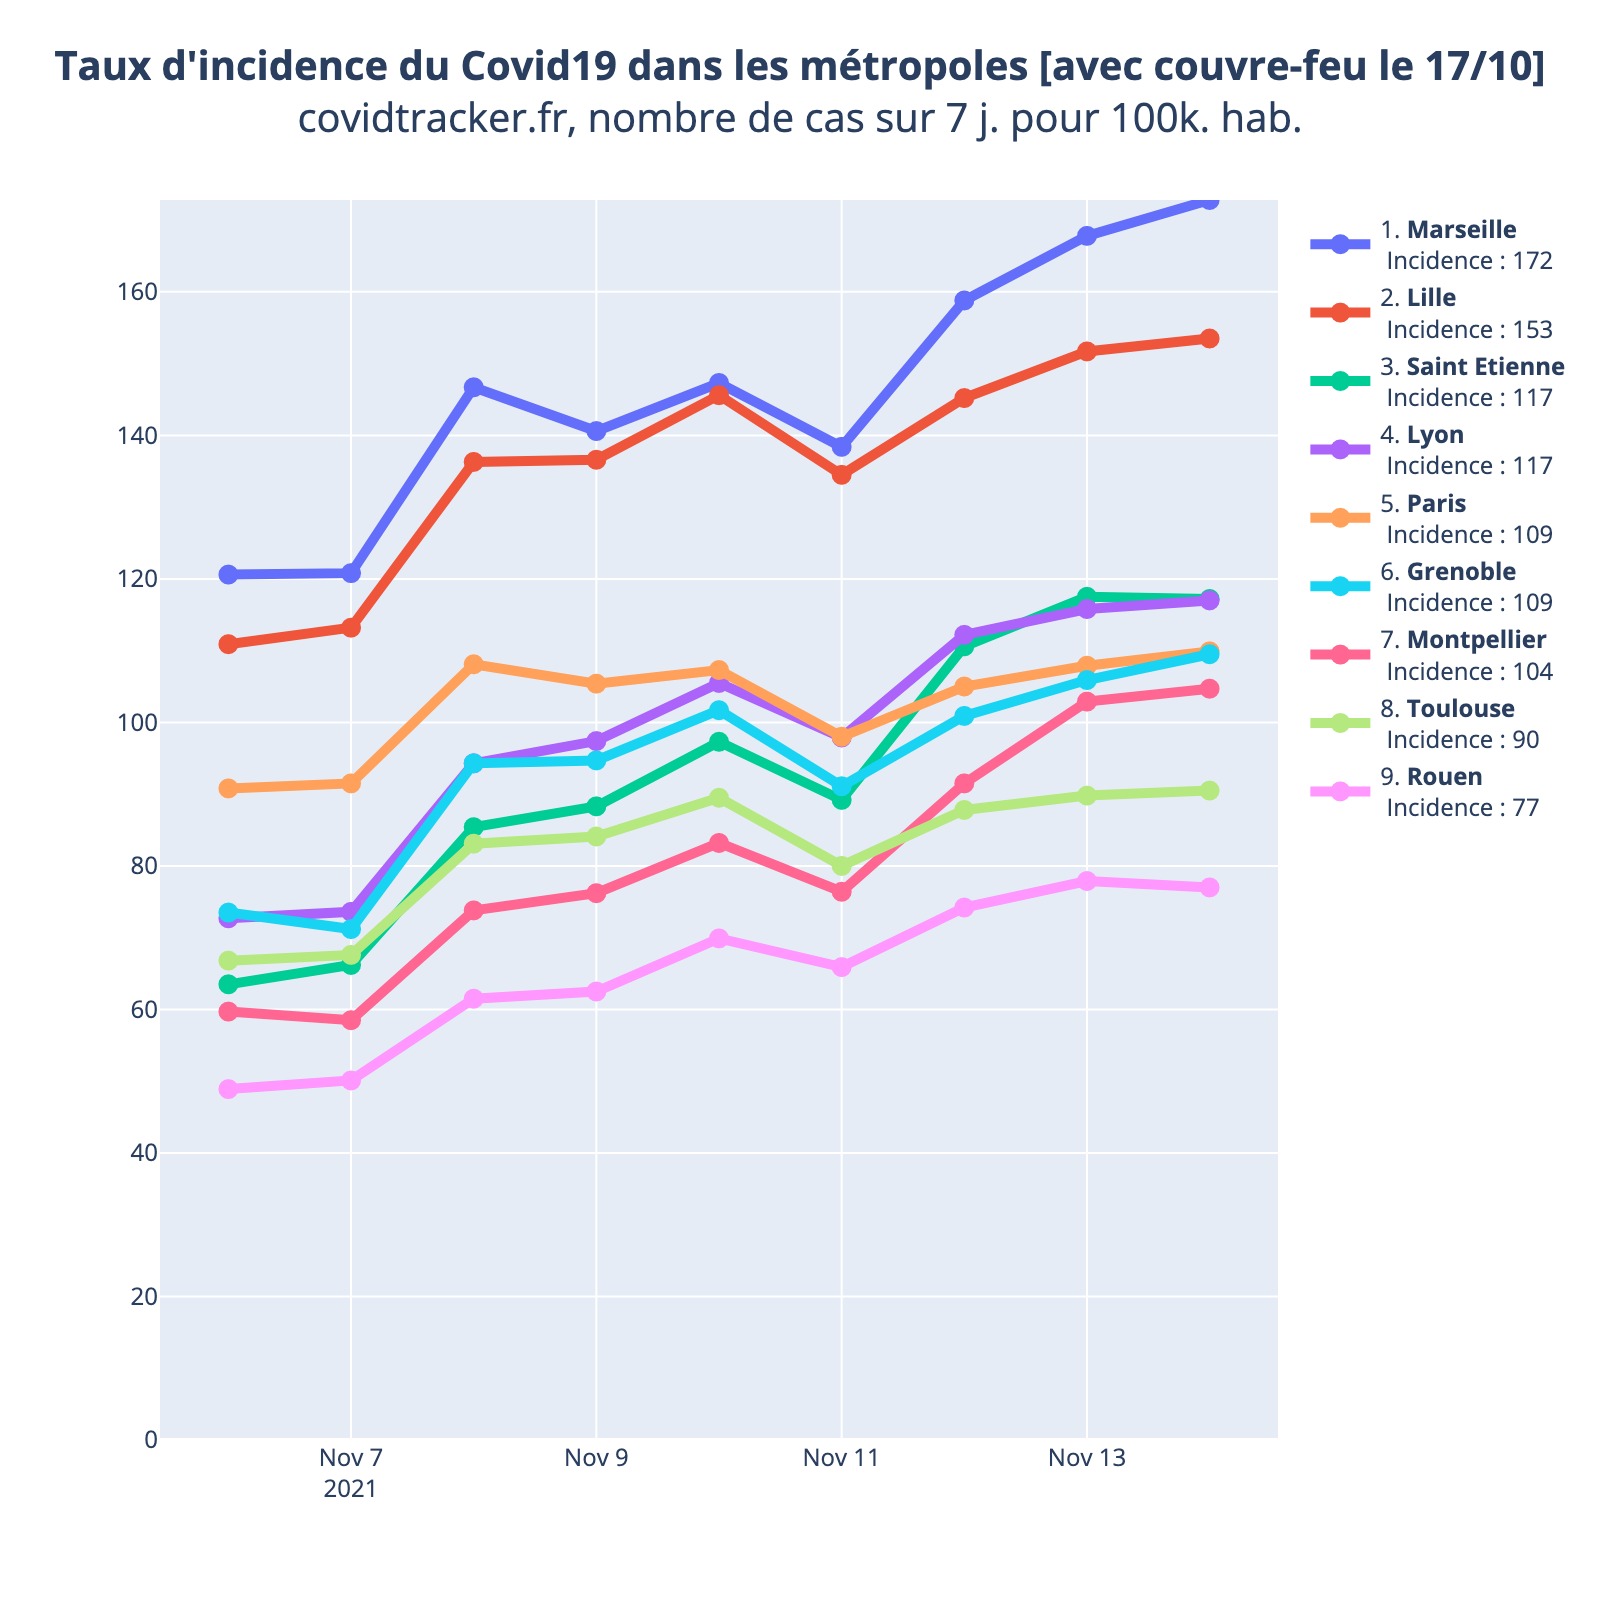 Taux d'incidence du Covid19 dans les métropoles [avec couvre-feu le 17/10]
covidtracker.fr, nombre de cas sur 7 j. pour 100k. hab.
160
140
120
100
80
60
40
20
0
Nov 7
2021
Nov 9
Nov 11
Nov 13
1. Marseille
Incidence : 172
2. Lille
Incidence : 153
3. Saint Etienne
Incidence : 117
4. Lyon
Incidence : 117
5. Paris
Incidence : 109
6. Grenoble
Incidence : 109
7. Montpellier
Incidence : 104
8. Toulouse
Incidence : 90
9. Rouen
Incidence : 77